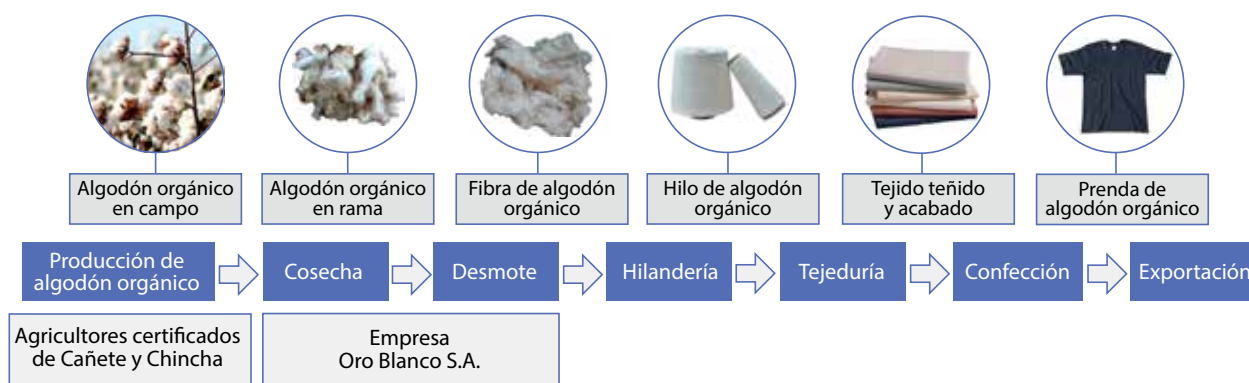 Algodón orgánico
en campo
Algodón orgánico
en rama
Fibra de algodón
orgánico
Hilo de algodón
orgánico
Tejido teñido
y acabado
Prenda de
algodón orgánico
Producción de
algodón orgánico
Cosecha
Desmote
Hilandería
Tejeduría
Confección
Exportación
Agricultores certificados
de Cañete y Chincha
Empresa
Oro Blanco S.A.